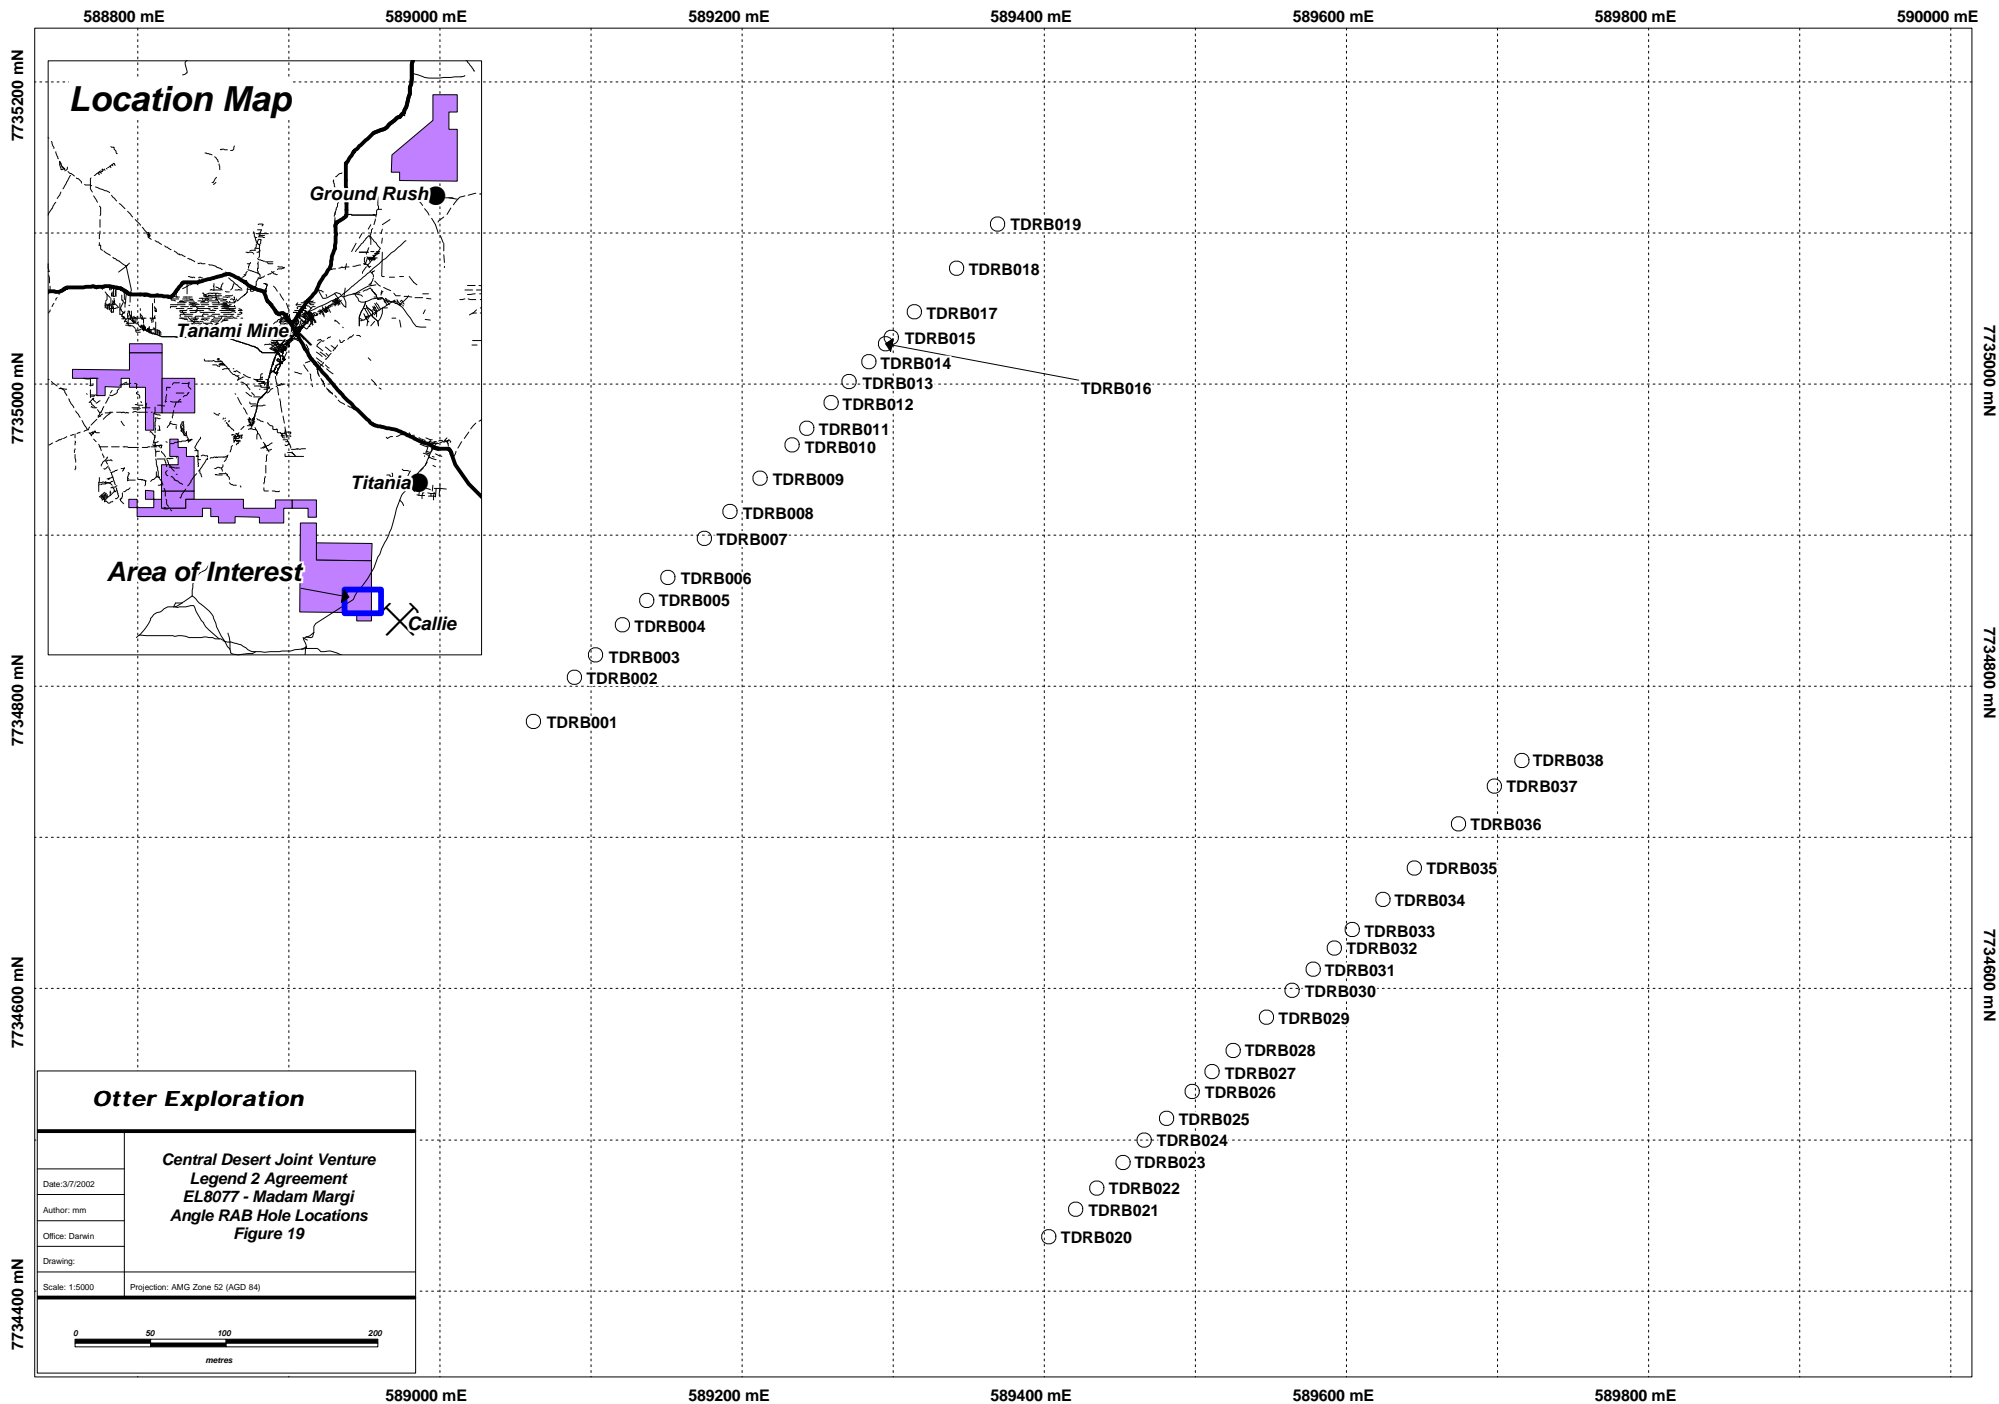 588800 mE
589000 mE
589200 mE
589400 mE
589600 mE
589800 mE
590000 mE
7735200 mN
7735000 mN
7734800 mN
7734600 mN
7734400 mN
Location Map
Ground Rush
Tanami Mine
Titania
Area of Interest
Callie
TDRB019
TDRB018
TDRB017
TDRB015
TDRB014
TDRB016
TDRB013
TDRB012
TDRB011
TDRB010
TDRB009
TDRB008
TDRB007
TDRB006
TDRB005
TDRB004
TDRB003
TDRB002
TDRB001
TDRB038
TDRB037
TDRB036
TDRB035
TDRB034
TDRB033
TDRB032
TDRB031
TDRB030
TDRB029
TDRB028
TDRB027
TDRB026
TDRB025
TDRB024
TDRB023
TDRB022
TDRB021
TDRB020
7735000 mN
7734800 mN
7734600 mN
Otter Exploration
Central Desert Joint Venture
Legend 2 Agreement
EL8077 - Madam Margi
Angle RAB Hole Locations
Figure 19
Date:3/7/2002
Author: mm
Office: Darwin
Drawing:
Scale: 1:5000
Projection: AMG Zone 52 (AGD 84)
0 50 100 200
metres
589000 mE
589200 mE
589400 mE
589600 mE
589800 mE